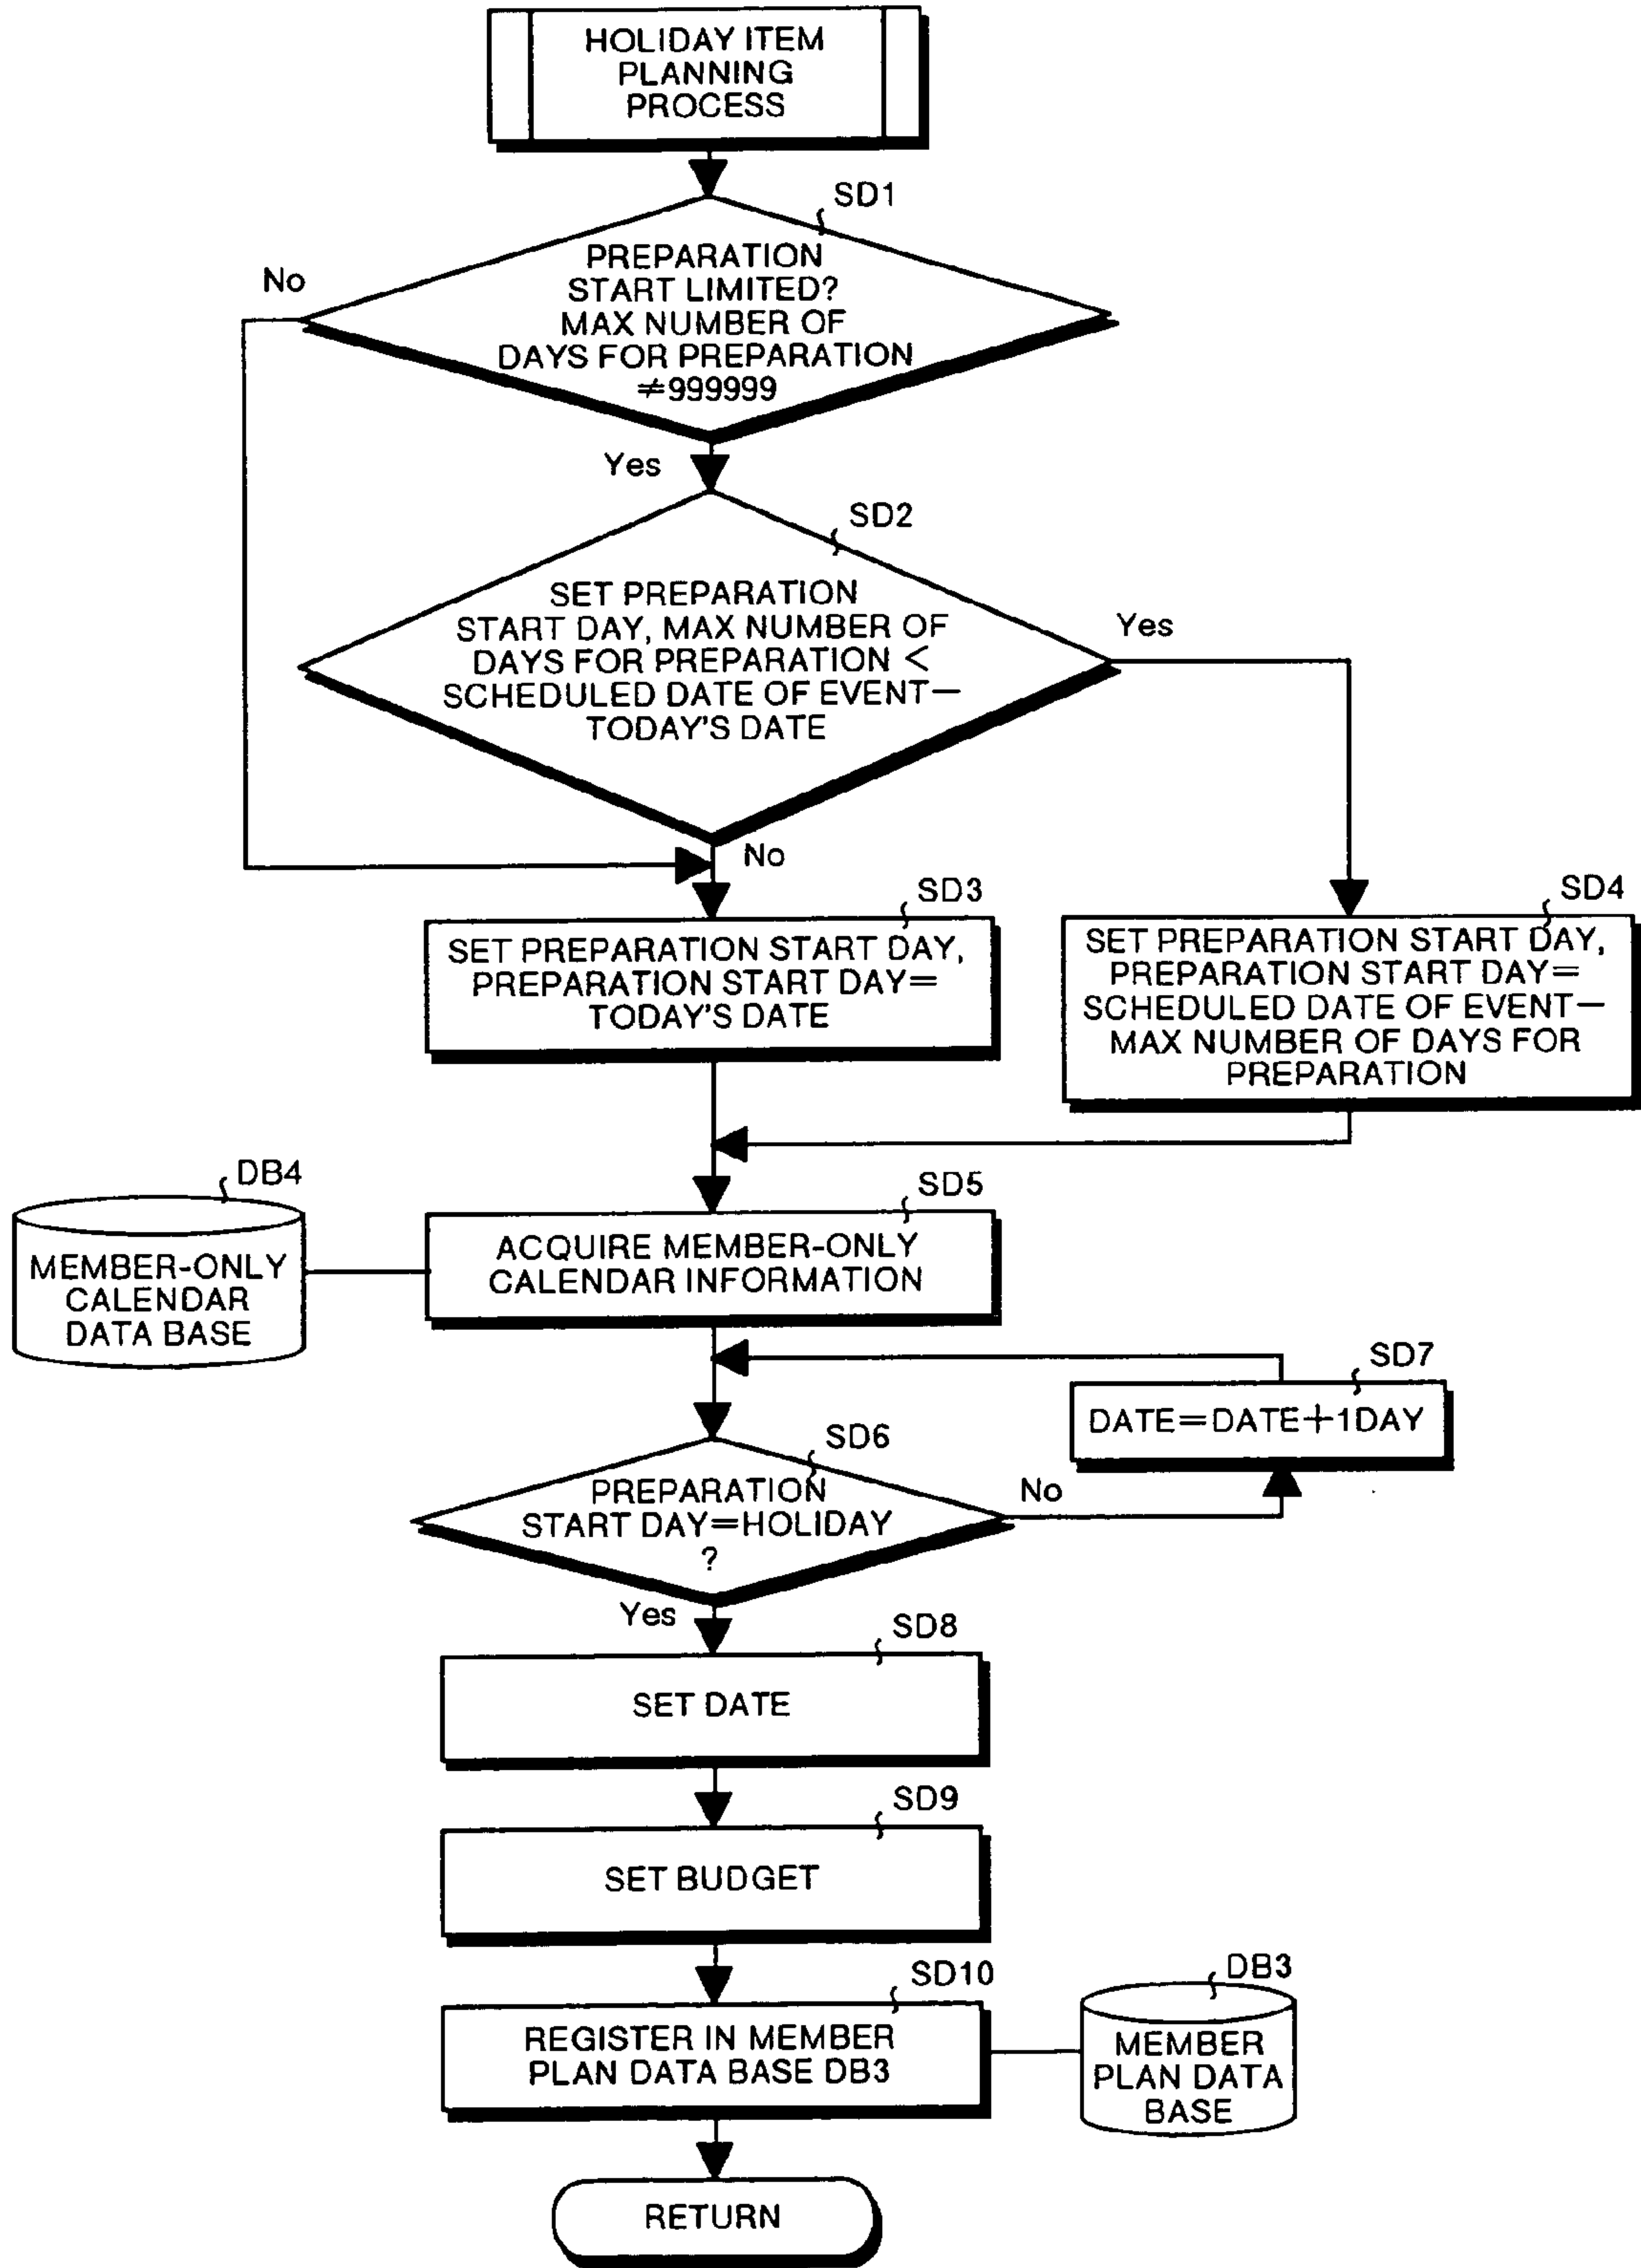 HOLIDAY ITEM
PLANNING
PROCESS
SD1
PREPARATION
START LIMITED?
MAX NUMBER OF
DAYS FOR PREPARATION
≠999999
No
Yes
SD2
SET PREPARATION
START DAY, MAX NUMBER OF
DAYS FOR PREPARATION <
SCHEDULED DATE OF EVENT—
TODAY'S DATE
Yes
No
SD3
SET PREPARATION START DAY,
PREPARATION START DAY=
TODAY'S DATE
SD4
SET PREPARATION START DAY,
PREPARATION START DAY=
SCHEDULED DATE OF EVENT—
MAX NUMBER OF DAYS FOR
PREPARATION
DB4
MEMBER-ONLY
CALENDAR
DATA BASE
SD5
ACQUIRE MEMBER-ONLY
CALENDAR INFORMATION
SD7
DATE=DATE+1DAY
SD6
PREPARATION
START DAY=HOLIDAY
?
No
Yes
SD8
SET DATE
SD9
SET BUDGET
SD10
REGISTER IN MEMBER
PLAN DATA BASE DB3
DB3
MEMBER
PLAN DATA
BASE
RETURN